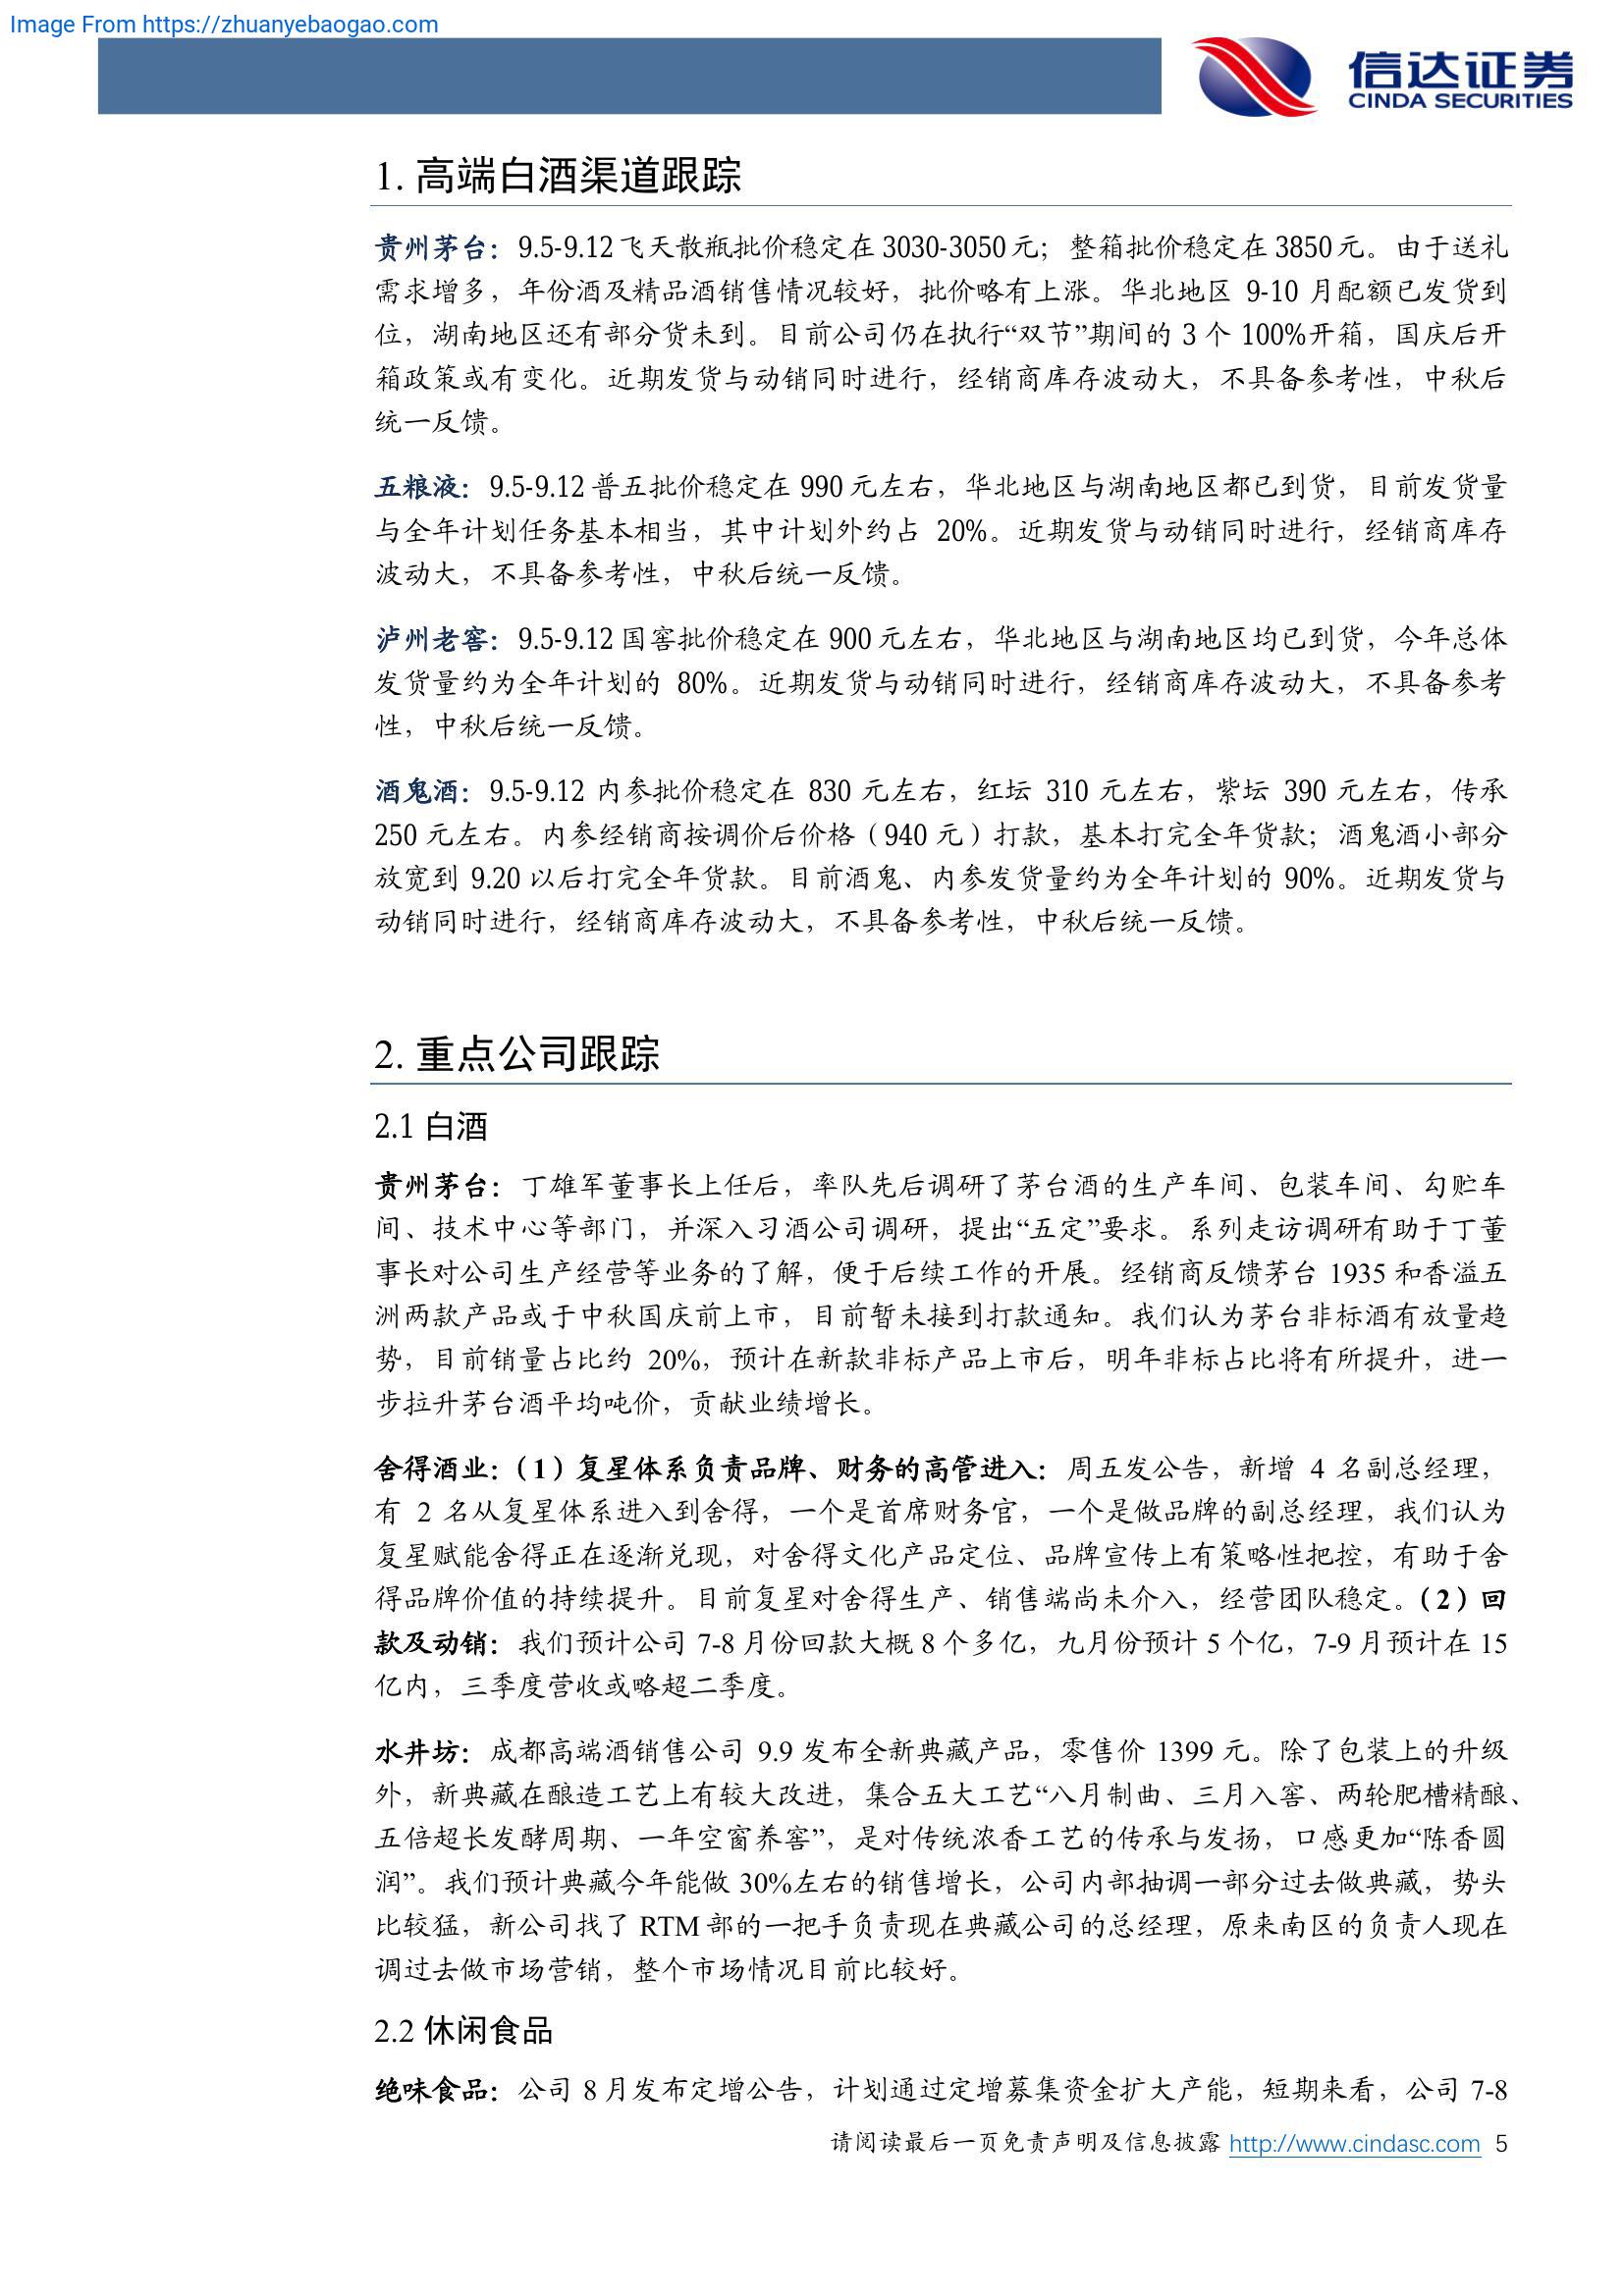 Image From https://zhuanyebaogao.com
信达证券
CINDA SECURITIES
1. 高端白酒渠道跟踪
贵州茅台：9.5-9.12飞天散瓶批价稳定在3030-3050元；整箱批价稳定在3850元。由于送礼
需求增多，年份酒及精品酒销售情况较好，批价略有上涨。华北地区 9-10 月配额已发货到
位，湖南地区还有部分货未到。目前公司仍在执行“双节”期间的 3 个 100%开箱，国庆后开
箱政策或有变化。近期发货与动销同时进行，经销商库存波动大，不具备参考性，中秋后
统一反馈。
五粮液：9.5-9.12 普五批价稳定在 990 元左右，华北地区与湖南地区都已到货，目前发货量
与全年计划任务基本相当，其中计划外约占 20%。近期发货与动销同时进行，经销商库存
波动大，不具备参考性，中秋后统一反馈。
泸州老窖：9.5-9.12 国窖批价稳定在 900 元左右，华北地区与湖南地区均已到货，今年总体
发货量约为全年计划的 80%。近期发货与动销同时进行，经销商库存波动大，不具备参考
性，中秋后统一反馈。
酒鬼酒：9.5-9.12 内参批价稳定在 830 元左右，红坛 310 元左右，紫坛 390 元左右，传承
250 元左右。内参经销商按调价后价格（940 元）打款，基本打完全年货款；酒鬼酒小部分
放宽到 9.20 以后打完全年货款。目前酒鬼、内参发货量约为全年计划的 90%。近期发货与
动销同时进行，经销商库存波动大，不具备参考性，中秋后统一反馈。
2. 重点公司跟踪
2.1 白酒
贵州茅台：丁雄军董事长上任后，率队先后调研了茅台酒的生产车间、包装车间、勾贮车
间、技术中心等部门，并深入习酒公司调研，提出“五定”要求。系列走访调研有助于丁董
事长对公司生产经营等业务的了解，便于后续工作的开展。经销商反馈茅台 1935 和香溢五
洲两款产品或于中秋国庆前上市，目前暂未接到打款通知。我们认为茅台非标酒有放量趋
势，目前销量占比约 20%，预计在新款非标产品上市后，明年非标占比将有所提升，进一
步拉升茅台酒平均吨价，贡献业绩增长。
舍得酒业：（1）复星体系负责品牌、财务的高管进入：周五发公告，新增 4 名副总经理，
有 2 名从复星体系进入到舍得，一个是首席财务官，一个是做品牌的副总经理，我们认为
复星赋能舍得正在逐渐兑现，对舍得文化产品定位、品牌宣传上有策略性把控，有助于舍
得品牌价值的持续提升。目前复星对舍得生产、销售端尚未介入，经营团队稳定。（2）回
款及动销：我们预计公司 7-8 月份回款大概 8 个多亿，九月份预计 5 个亿，7-9 月预计在 15
亿内，三季度营收或略超二季度。
水井坊：成都高端酒销售公司 9.9 发布全新典藏产品，零售价 1399 元。除了包装上的升级
外，新典藏在酿造工艺上有较大改进，集合五大工艺“八月制曲、三月入窖、两轮肥槽精酿、
五倍超长发酵周期、一年空窗养窖”，是对传统浓香工艺的传承与发扬，口感更加“陈香圆
润”。我们预计典藏今年能做 30%左右的销售增长，公司内部抽调一部分过去做典藏，势头
比较猛，新公司找了 RTM 部的一把手负责现在典藏公司的总经理，原来南区的负责人现在
调过去做市场营销，整个市场情况目前比较好。
2.2 休闲食品
绝味食品：公司 8 月发布定增公告，计划通过定增募集资金扩大产能，短期来看，公司 7-8
请阅读最后一页免责声明及信息披露 http://www.cindasc.com 5